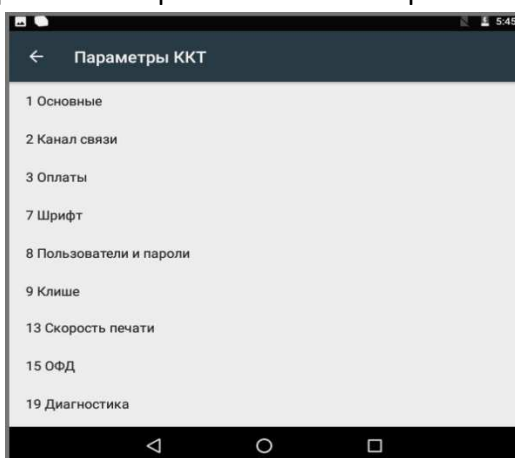 5:45
Параметры ККТ
1 Основные
2 Канал связи
3 Оплаты
7 Шрифт
8 Пользователи и пароли
9 Клише
13 Скорость печати
15 ОФД
19 Диагностика